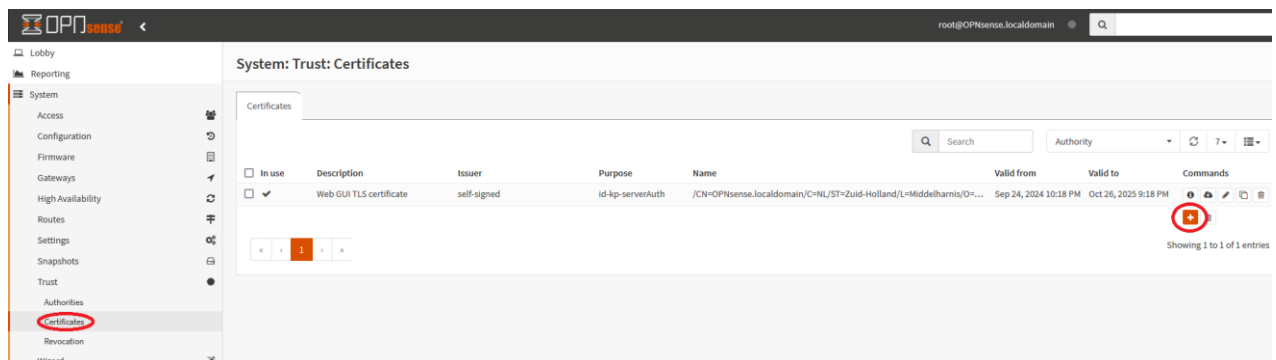 OPNsense
root@OPNsense.localdomain
Lobby
Reporting
System
Access
Configuration
Firmware
Gateways
High Availability
Routes
Settings
Snapshots
Trust
Authorities
Certificates
Revocation
Wizard
System: Trust: Certificates
Certificates
Search Authority 7
In use Description Issuer Purpose Name Valid from Valid to Commands
Web GUI TLS certificate self-signed id-kp-serverAuth /CN=OPNsense.localdomain/C=NL/ST=Zuid-Holland/L=Middelharnis/O=... Sep 24, 2024 10:18 PM Oct 26, 2025 9:18 PM
« ‹ 1 › »
Showing 1 to 1 of 1 entries